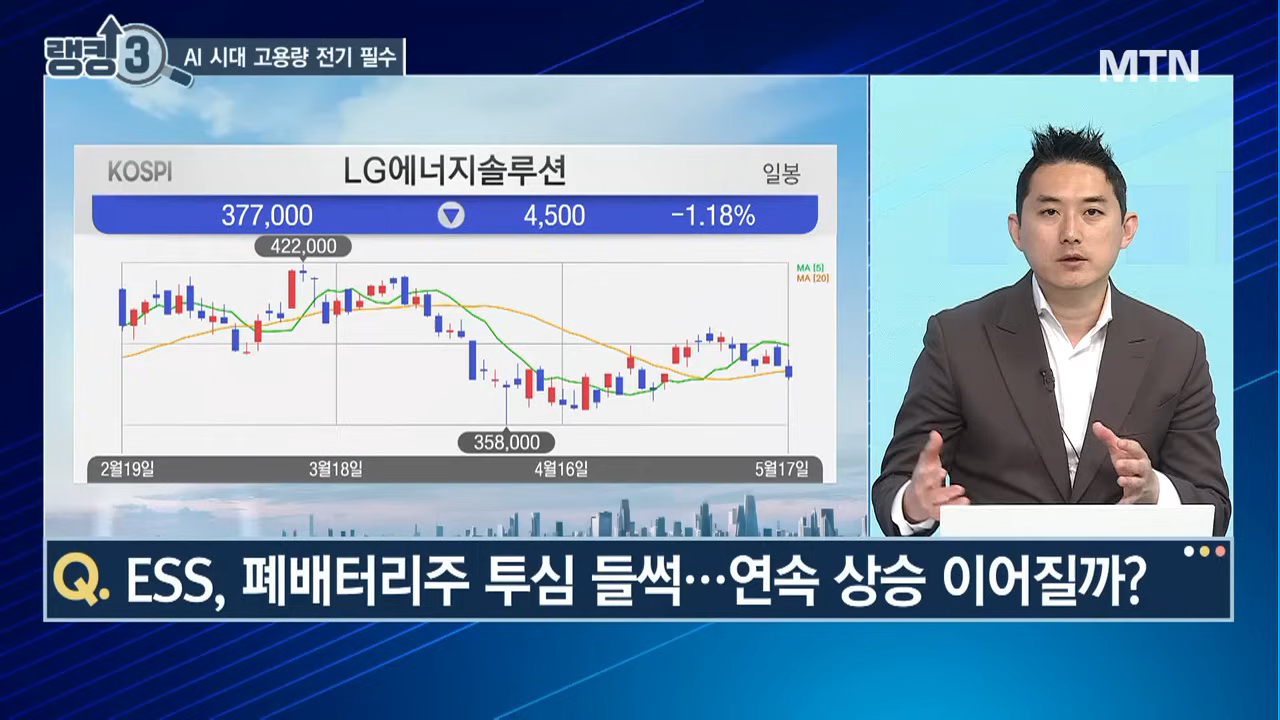 랭킹3
AI 시대 고용량 전기 필수
MTN
KOSPI
LG에너지솔루션
일봉
377,000 ▽ 4,500 -1.18%
422,000
MA [5]
MA [20]
358,000
2월19일 3월18일 4월16일 5월17일
Q. ESS, 폐배터리주 투심 들썩…연속 상승 이어질까?